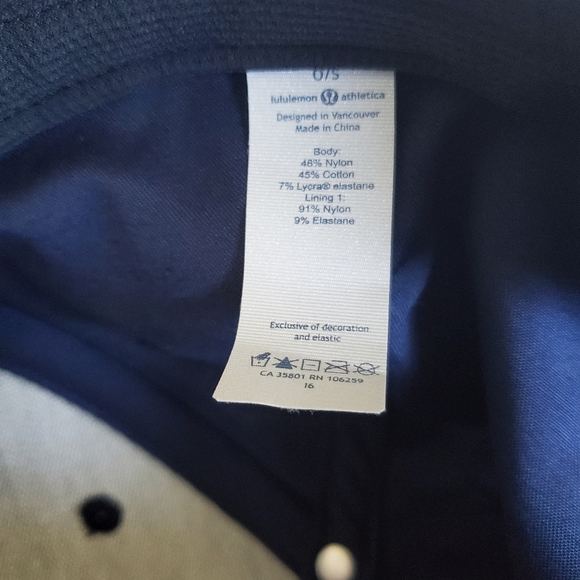 O/S
lululemon athletica
Designed in Vancouver
Made in China
Body:
48% Nylon
45% Cotton
7% Lycra® elastane
Lining 1:
91% Nylon
9% Elastane
Exclusive of decoration
and elastic
CA 35801 RN 106259
16